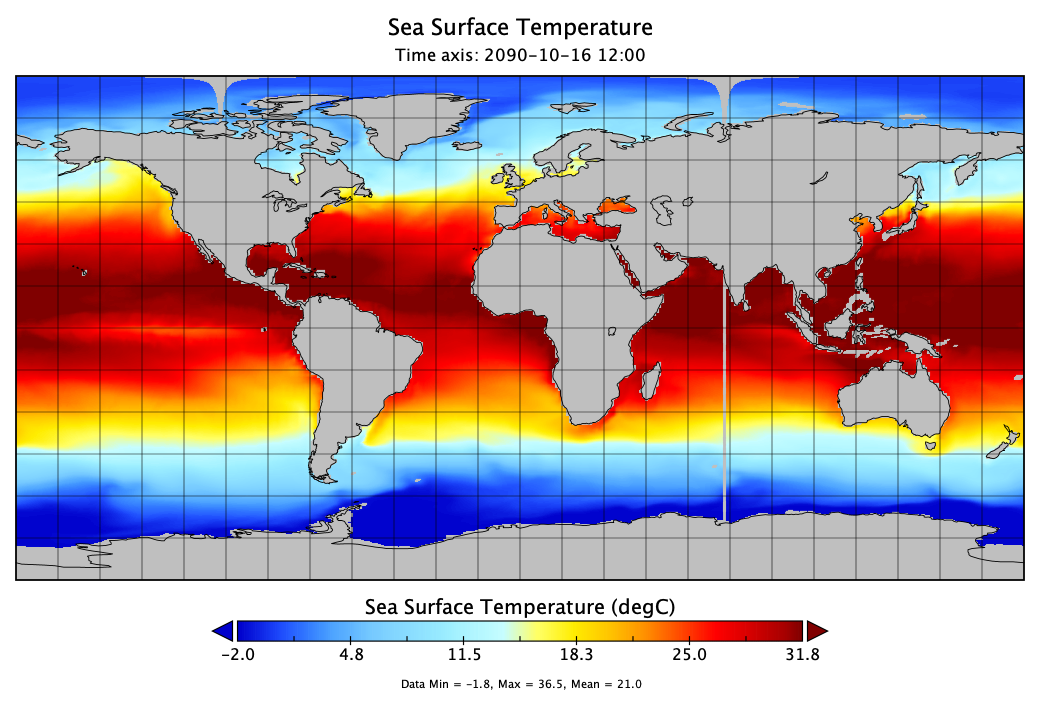 Sea Surface Temperature
Time axis: 2090-10-16 12:00
Sea Surface Temperature (degC)
-2.0 4.8 11.5 18.3 25.0 31.8
Data Min = -1.8, Max = 36.5, Mean = 21.0